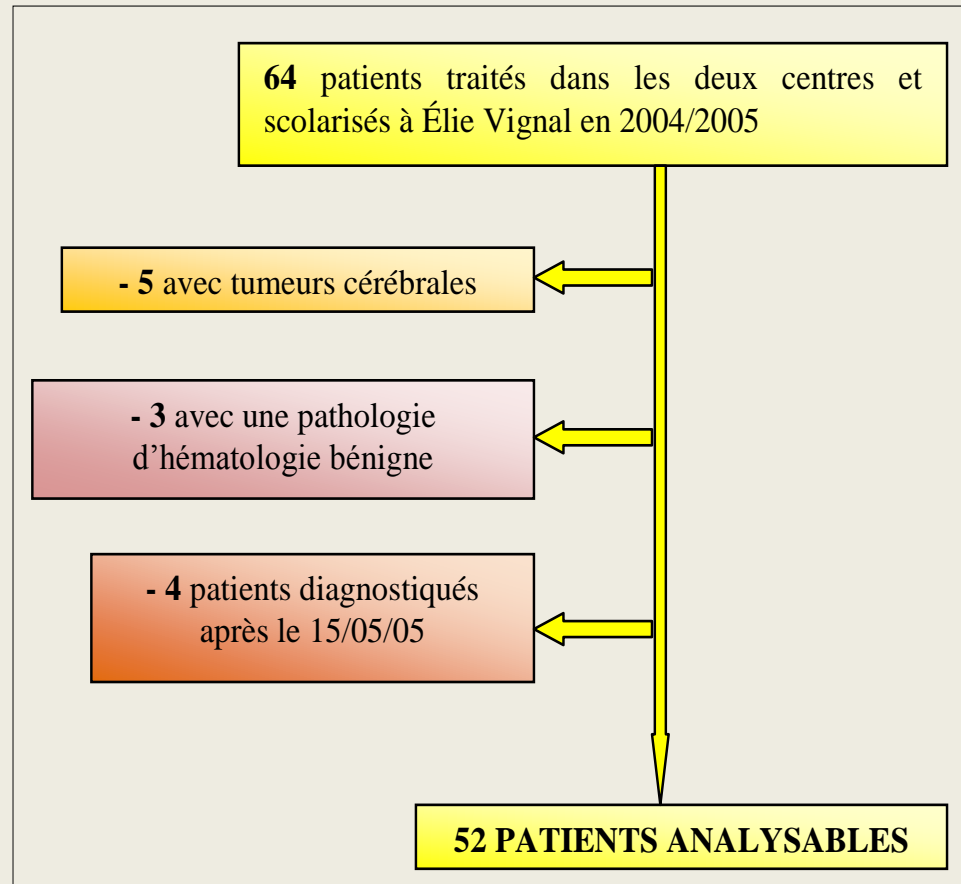 64 patients traités dans les deux centres et
scolarisés à Élie Vignal en 2004/2005
- 5 avec tumeurs cérébrales
- 3 avec une pathologie
d'hématologie bénigne
- 4 patients diagnostiqués
après le 15/05/05
52 PATIENTS ANALYSABLES